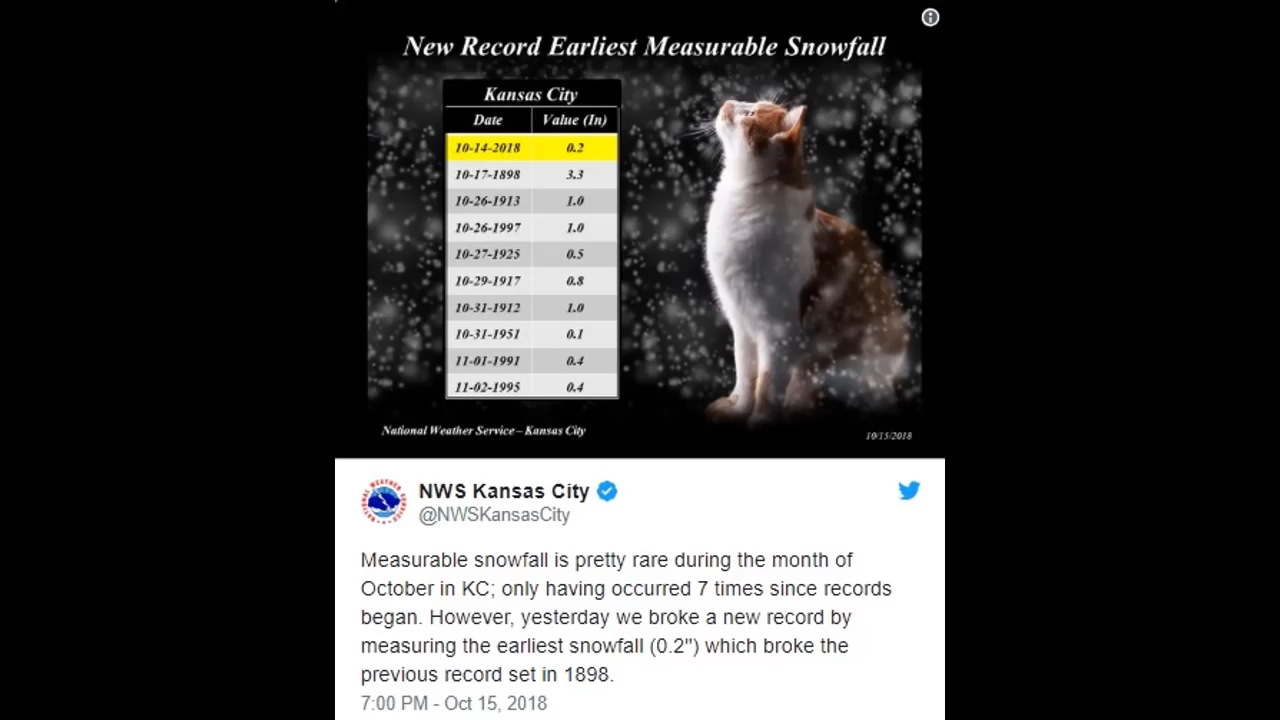 New Record Earliest Measurable Snowfall
Kansas City
Date Value (In)
10-14-2018 0.2
10-17-1898 3.3
10-26-1913 1.0
10-26-1997 1.0
10-27-1925 0.5
10-29-1917 0.8
10-31-1912 1.0
10-31-1951 0.1
11-01-1991 0.4
11-02-1995 0.4
National Weather Service – Kansas City
10/15/2018
NWS Kansas City
@NWSKansasCity
Measurable snowfall is pretty rare during the month of
October in KC; only having occurred 7 times since records
began. However, yesterday we broke a new record by
measuring the earliest snowfall (0.2") which broke the
previous record set in 1898.
7:00 PM - Oct 15, 2018